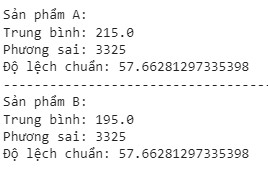 Sản phẩm A:
Trung bình: 215.0
Phương sai: 3325
Độ lệch chuẩn: 57.66281297335398
----------------------------------
Sản phẩm B:
Trung bình: 195.0
Phương sai: 3325
Độ lệch chuẩn: 57.66281297335398